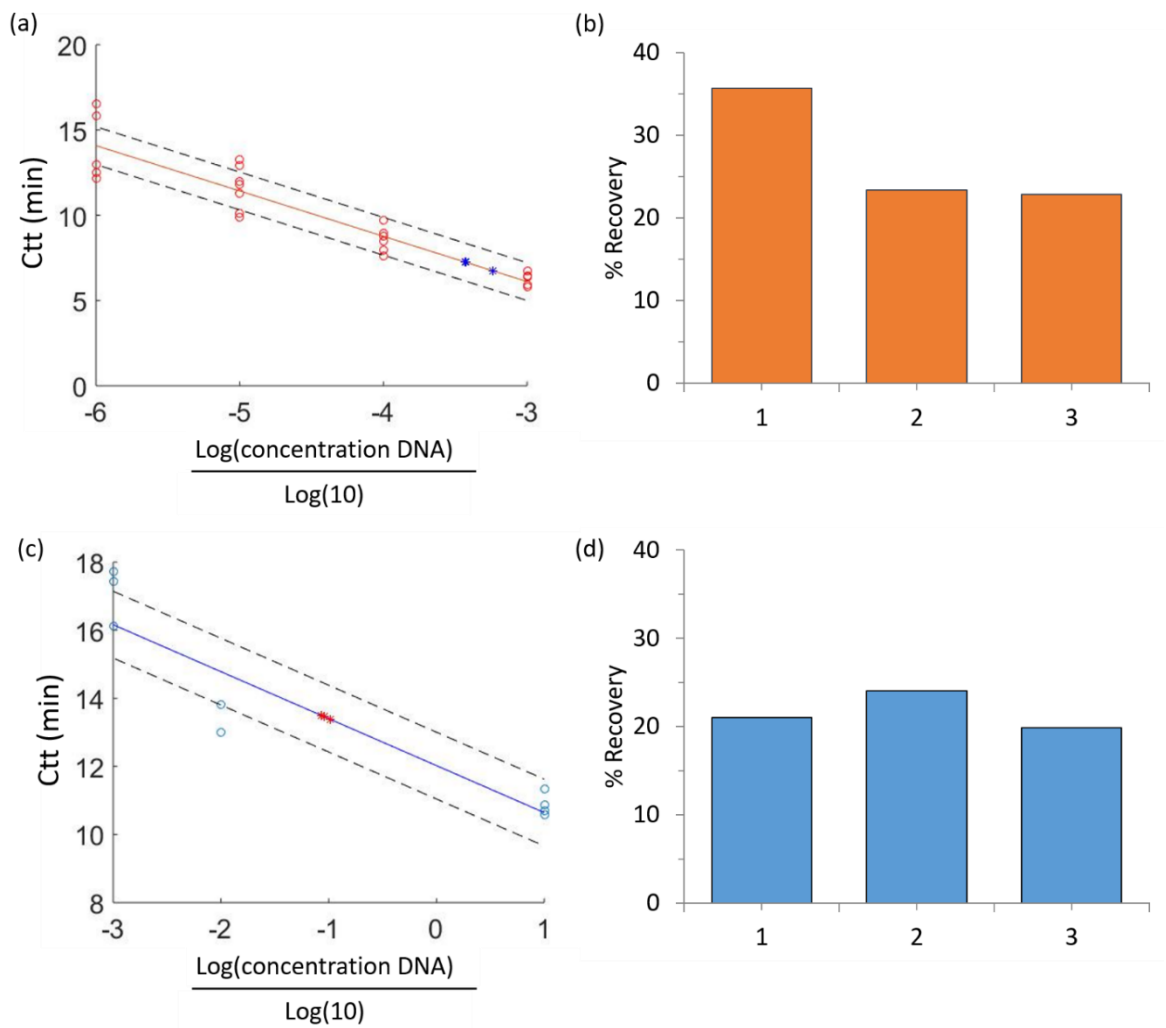 (a)
20
15
10
5
0
Ctt (min)
-6 -5 -4 -3
Log(concentration DNA)
Log(10)
(b)
40
30
20
10
0
% Recovery
1 2 3
(c)
18
16
14
12
10
8
Ctt (min)
-3 -2 -1 0 1
Log(concentration DNA)
Log(10)
(d)
40
30
20
10
0
% Recovery
1 2 3